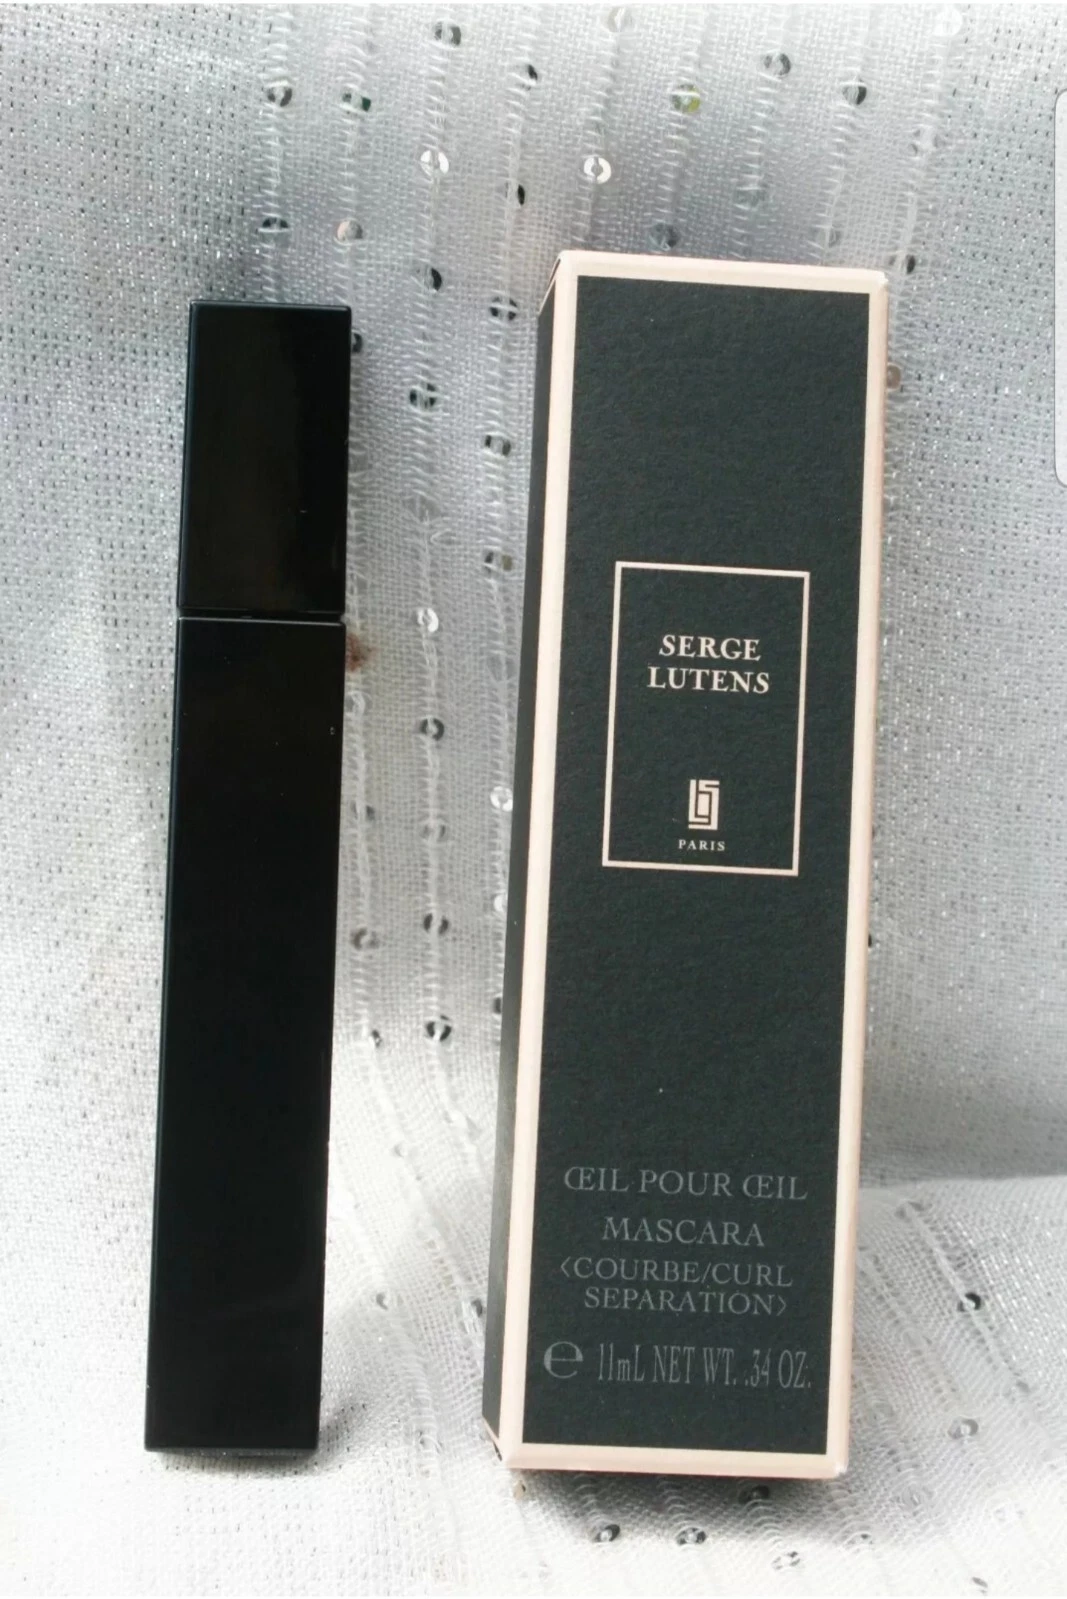 SERGE
LUTENS
PARIS
ŒIL POUR ŒIL
MASCARA
<COURBE/CURL
SEPARATION>
℮ 11mL NET WT. .34 OZ.